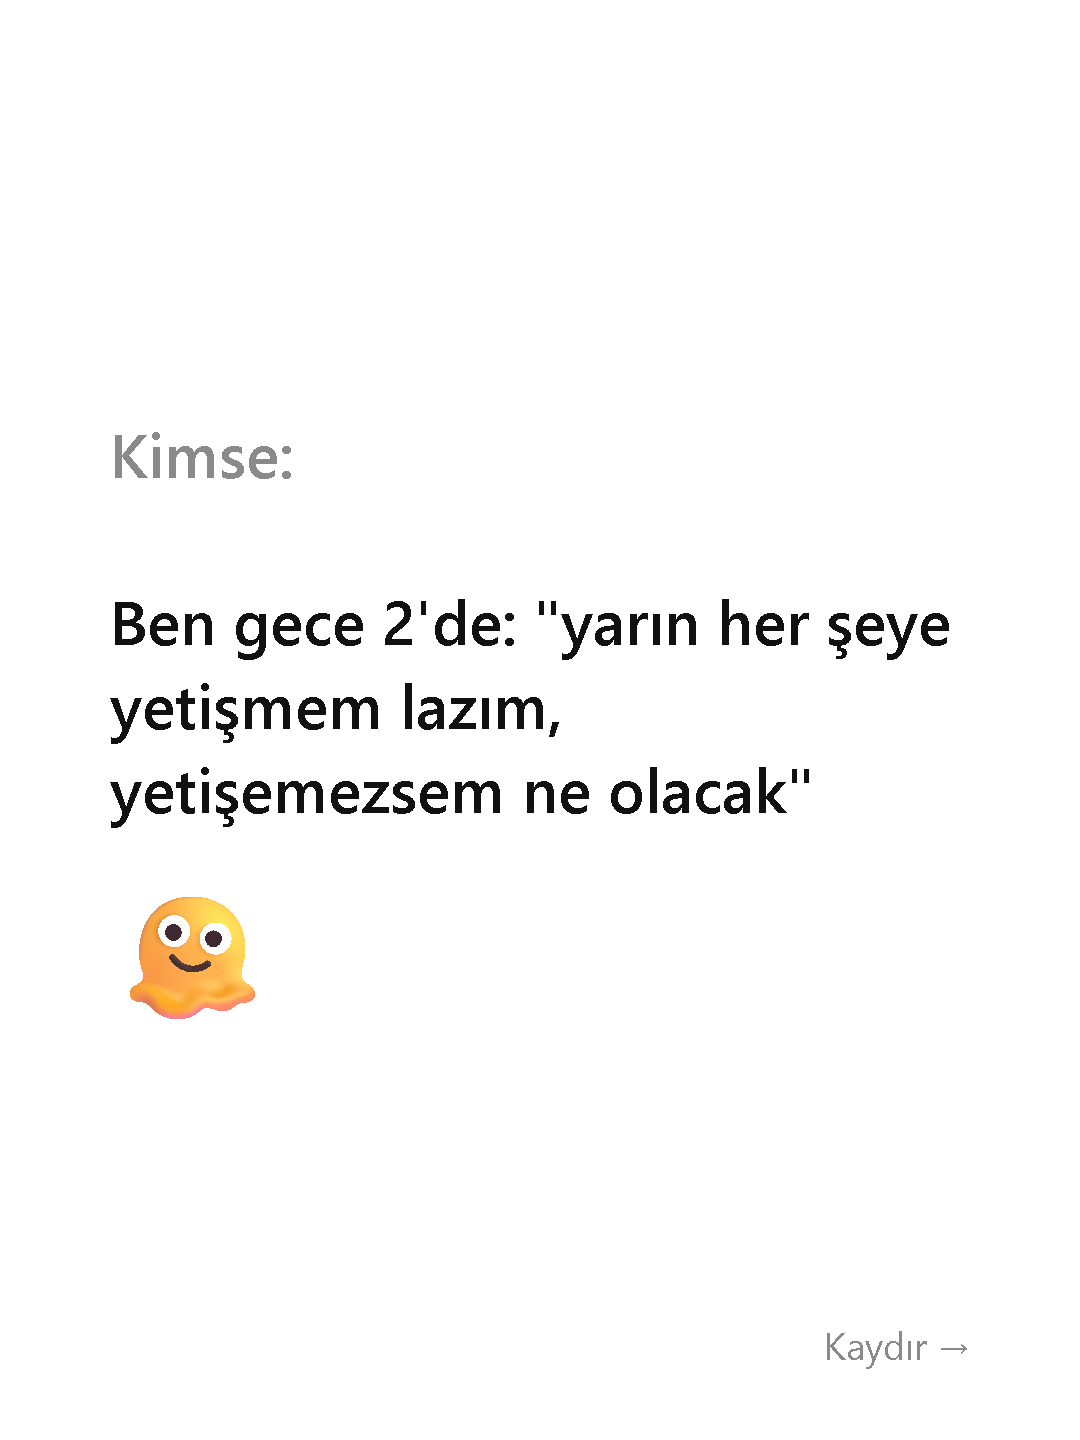 Kimse:
Ben gece 2'de: "yarın her şeye
yetişmem lazım,
yetişemezsem ne olacak"
Kaydır →